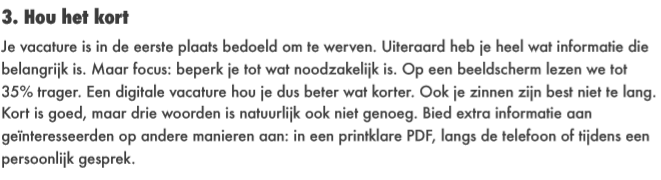 3. Hou het kort
Je vacature is in de eerste plaats bedoeld om te werven. Uiteraard heb je heel wat informatie die
belangrijk is. Maar focus: beperk je tot wat noodzakelijk is. Op een beeldscherm lezen we tot
35% trager. Een digitale vacature hou je dus beter wat korter. Ook je zinnen zijn best niet te lang.
Kort is goed, maar drie woorden is natuurlijk ook niet genoeg. Bied extra informatie aan
geïnteresseerden op andere manieren aan: in een printklare PDF, langs de telefoon of tijdens een
persoonlijk gesprek.